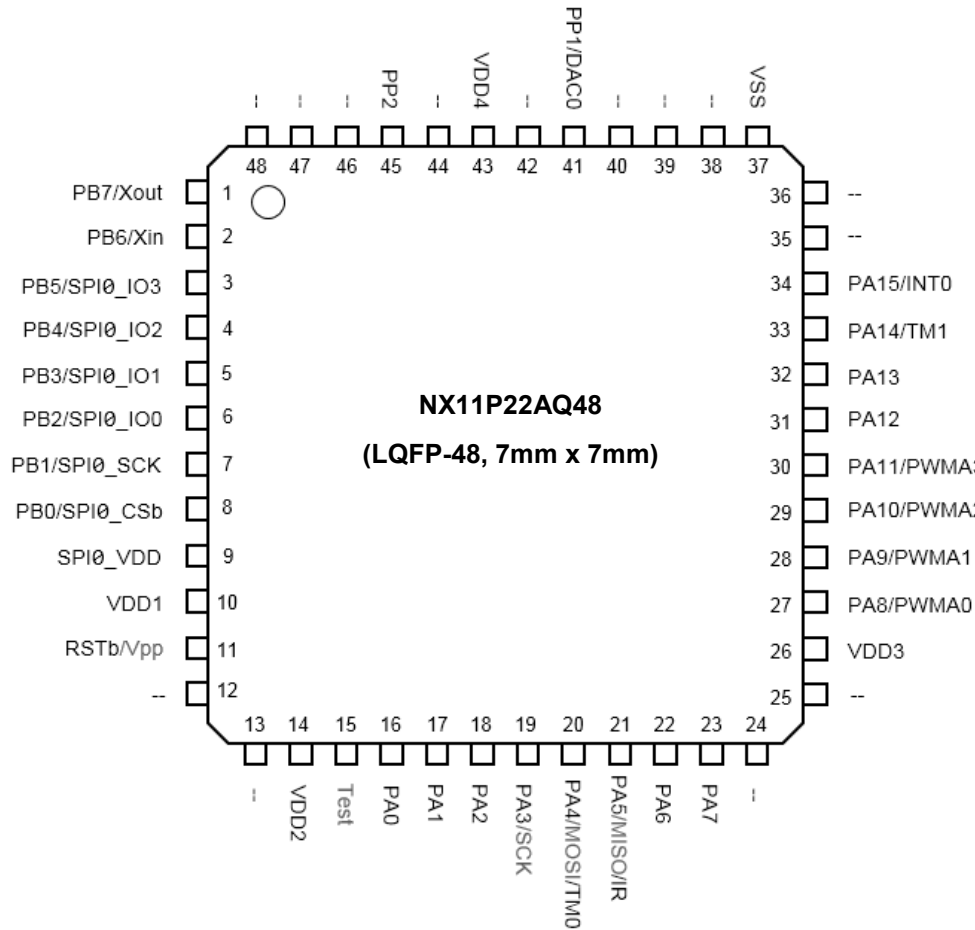 -- -- -- PP2 -- VDD4 -- PP1/DAC0 -- -- -- VSS
48 47 46 45 44 43 42 41 40 39 38 37
PB7/Xout 1 36 --
PB6/Xin 2 35 --
PB5/SPI0_IO3 3 34 PA15/INT0
PB4/SPI0_IO2 4 33 PA14/TM1
PB3/SPI0_IO1 5 32 PA13
NX11P22AQ48
PB2/SPI0_IO0 6 31 PA12
(LQFP-48, 7mm x 7mm)
PB1/SPI0_SCK 7 30 PA11/PWMA3
PB0/SPI0_CSb 8 29 PA10/PWMA2
SPI0_VDD 9 28 PA9/PWMA1
VDD1 10 27 PA8/PWMA0
RSTb/Vpp 11 26 VDD3
-- 12 25 --
13 14 15 16 17 18 19 20 21 22 23 24
-- VDD2 Test PA0 PA1 PA2 PA3/SCK PA4/MOSI/TM0 PA5/MISO/IR PA6 PA7 --